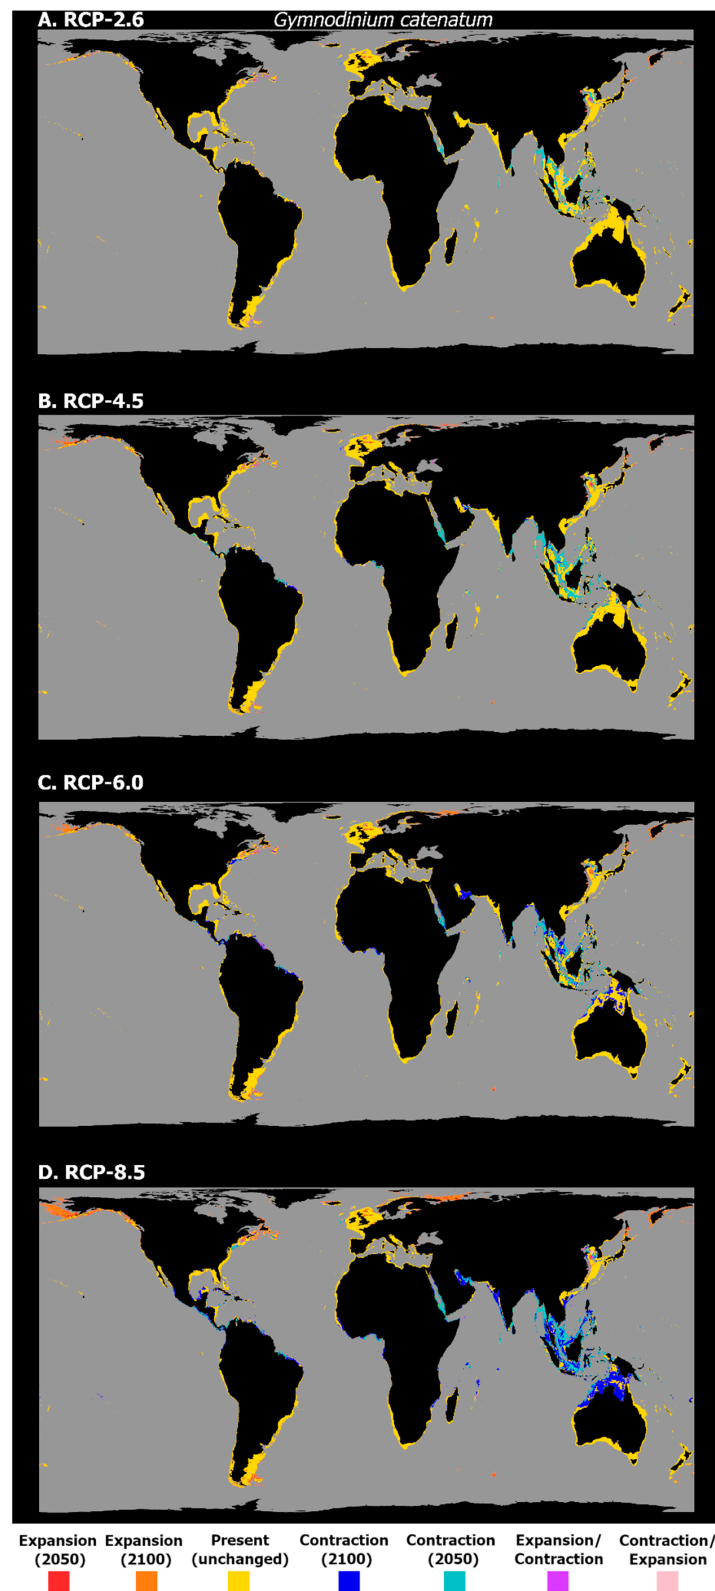 A. RCP-2.6
Gymnodinium catenatum
B. RCP-4.5
C. RCP-6.0
D. RCP-8.5
Expansion (2050)
Expansion (2100)
Present (unchanged)
Contraction (2100)
Contraction (2050)
Expansion/ Contraction
Contraction/ Expansion